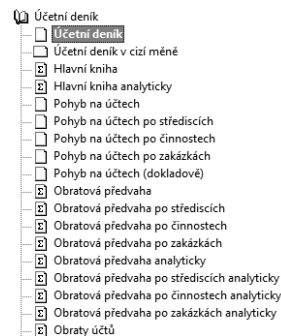 Účetní deník
Účetní deník
Účetní deník v cizí měně
Hlavní kniha
Hlavní kniha analyticky
Pohyb na účtech
Pohyb na účtech po střediscích
Pohyb na účtech po činnostech
Pohyb na účtech po zakázkách
Pohyb na účtech (dokladově)
Obratová předvaha
Obratová předvaha po střediscích
Obratová předvaha po činnostech
Obratová předvaha po zakázkách
Obratová předvaha analyticky
Obratová předvaha po střediscích analyticky
Obratová předvaha po činnostech analyticky
Obratová předvaha po zakázkách analyticky
Obraty účtů